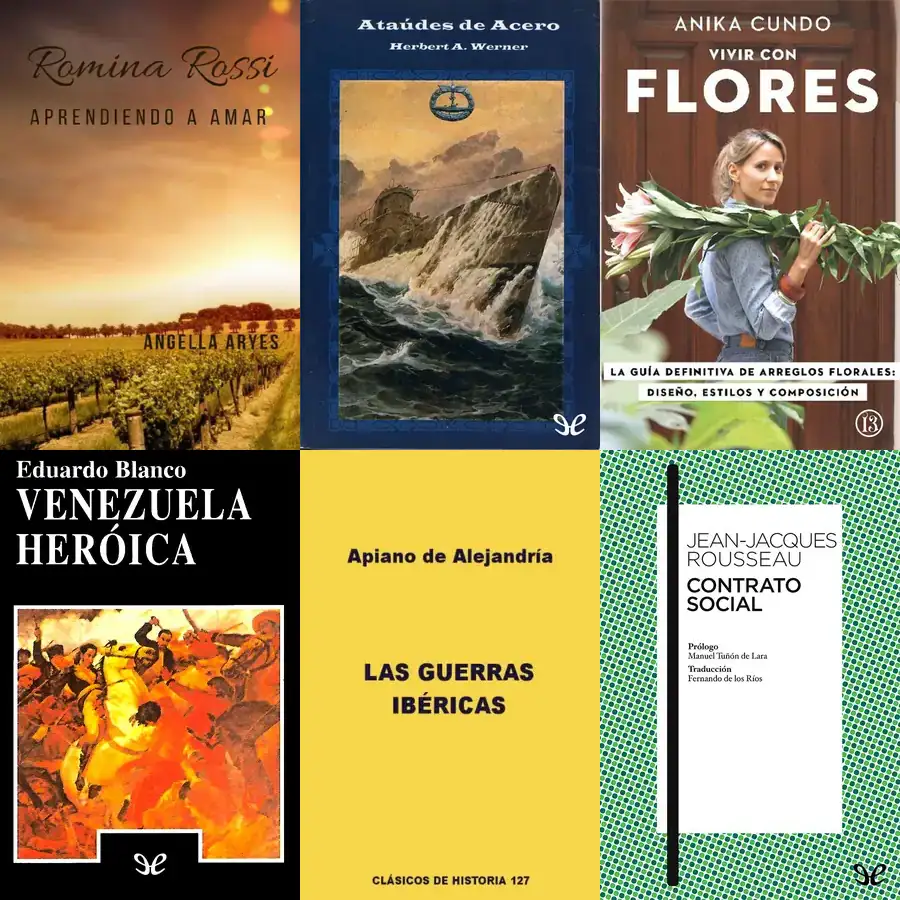 Romina Rossi
APRENDIENDO A AMAR
ANGELLA ARYES
Ataúdes de Acero
Herbert A. Werner
ANIKA CUNDO
VIVIR CON
FLORES
LA GUÍA DEFINITIVA DE ARREGLOS FLORALES:
DISEÑO, ESTILOS Y COMPOSICIÓN
13
Eduardo Blanco
VENEZUELA
HERÓICA
Apiano de Alejandría
LAS GUERRAS
IBÉRICAS
CLÁSICOS DE HISTORIA 127
JEAN-JACQUES
ROUSSEAU
CONTRATO
SOCIAL
Prólogo
Manuel Tuñón de Lara
Traducción
Fernando de los Ríos